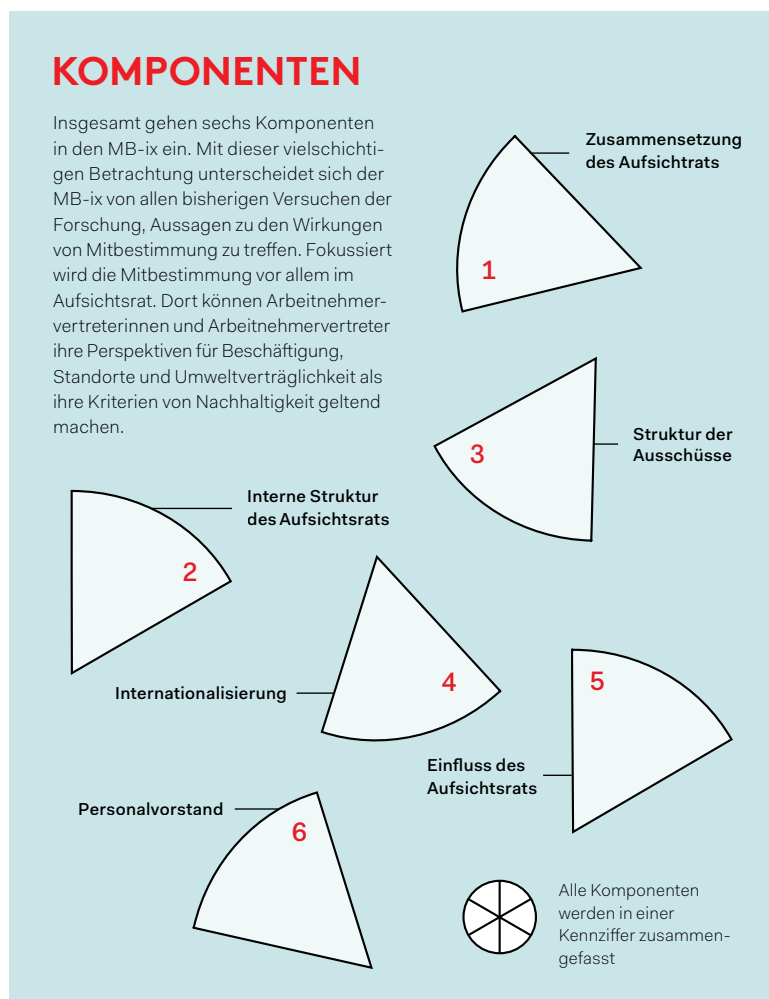 KOMPONENTEN
Insgesamt gehen sechs Komponenten
in den MB-ix ein. Mit dieser vielschichti-
gen Betrachtung unterscheidet sich der
MB-ix von allen bisherigen Versuchen der
Forschung, Aussagen zu den Wirkungen
von Mitbestimmung zu treffen. Fokussiert
wird die Mitbestimmung vor allem im
Aufsichtsrat. Dort können Arbeitnehmer-
vertreterinnen und Arbeitnehmervertreter
ihre Perspektiven für Beschäftigung,
Standorte und Umweltverträglichkeit als
ihre Kriterien von Nachhaltigkeit geltend
machen.
Zusammensetzung
des Aufsichtrats
1
Interne Struktur
des Aufsichtsrats
2
Struktur der
Ausschüsse
3
Internationalisierung
4
Einfluss des
Aufsichtsrats
5
Personalvorstand
6
Alle Komponenten
werden in einer
Kennziffer zusammen-
gefasst